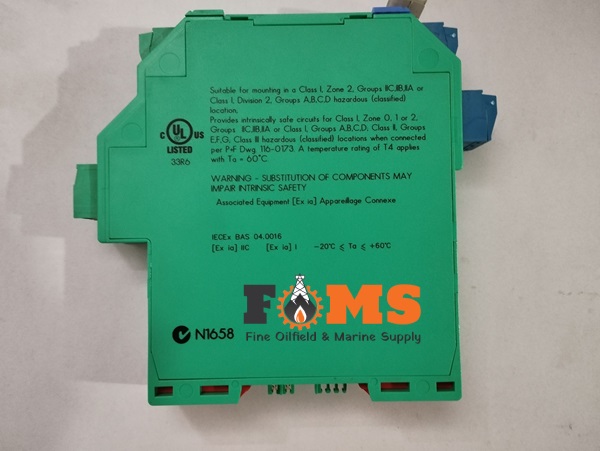 Suitable for mounting in a Class I, Zone 2, Groups IIC,IIB,IIA or
Class I, Division 2, Groups A,B,C,D hazardous (classified)
location.
Provides intrinsically safe circuits for Class I, Zone 0, 1 or 2,
Groups IIC,IIB,IIA or Class I, Groups A,B,C,D, Class II, Groups
E,F,G, Class III hazardous (classified) locations when connected
per P+F Dwg. 116-0173. A temperature rating of T4 applies
with Ta = 60°C
C UL US
LISTED
33R6
WARNING - SUBSTITUTION OF COMPONENTS MAY
IMPAIR INTRINSIC SAFETY
Associated Equipment [Ex ia] Appareillage Connexe
IECEx BAS 04.0016
[Ex ia] IIC [Ex ia] I -20°C ≤ Ta ≤ +60°C
FOMS
Fine Oilfield & Marine Supply
N1658